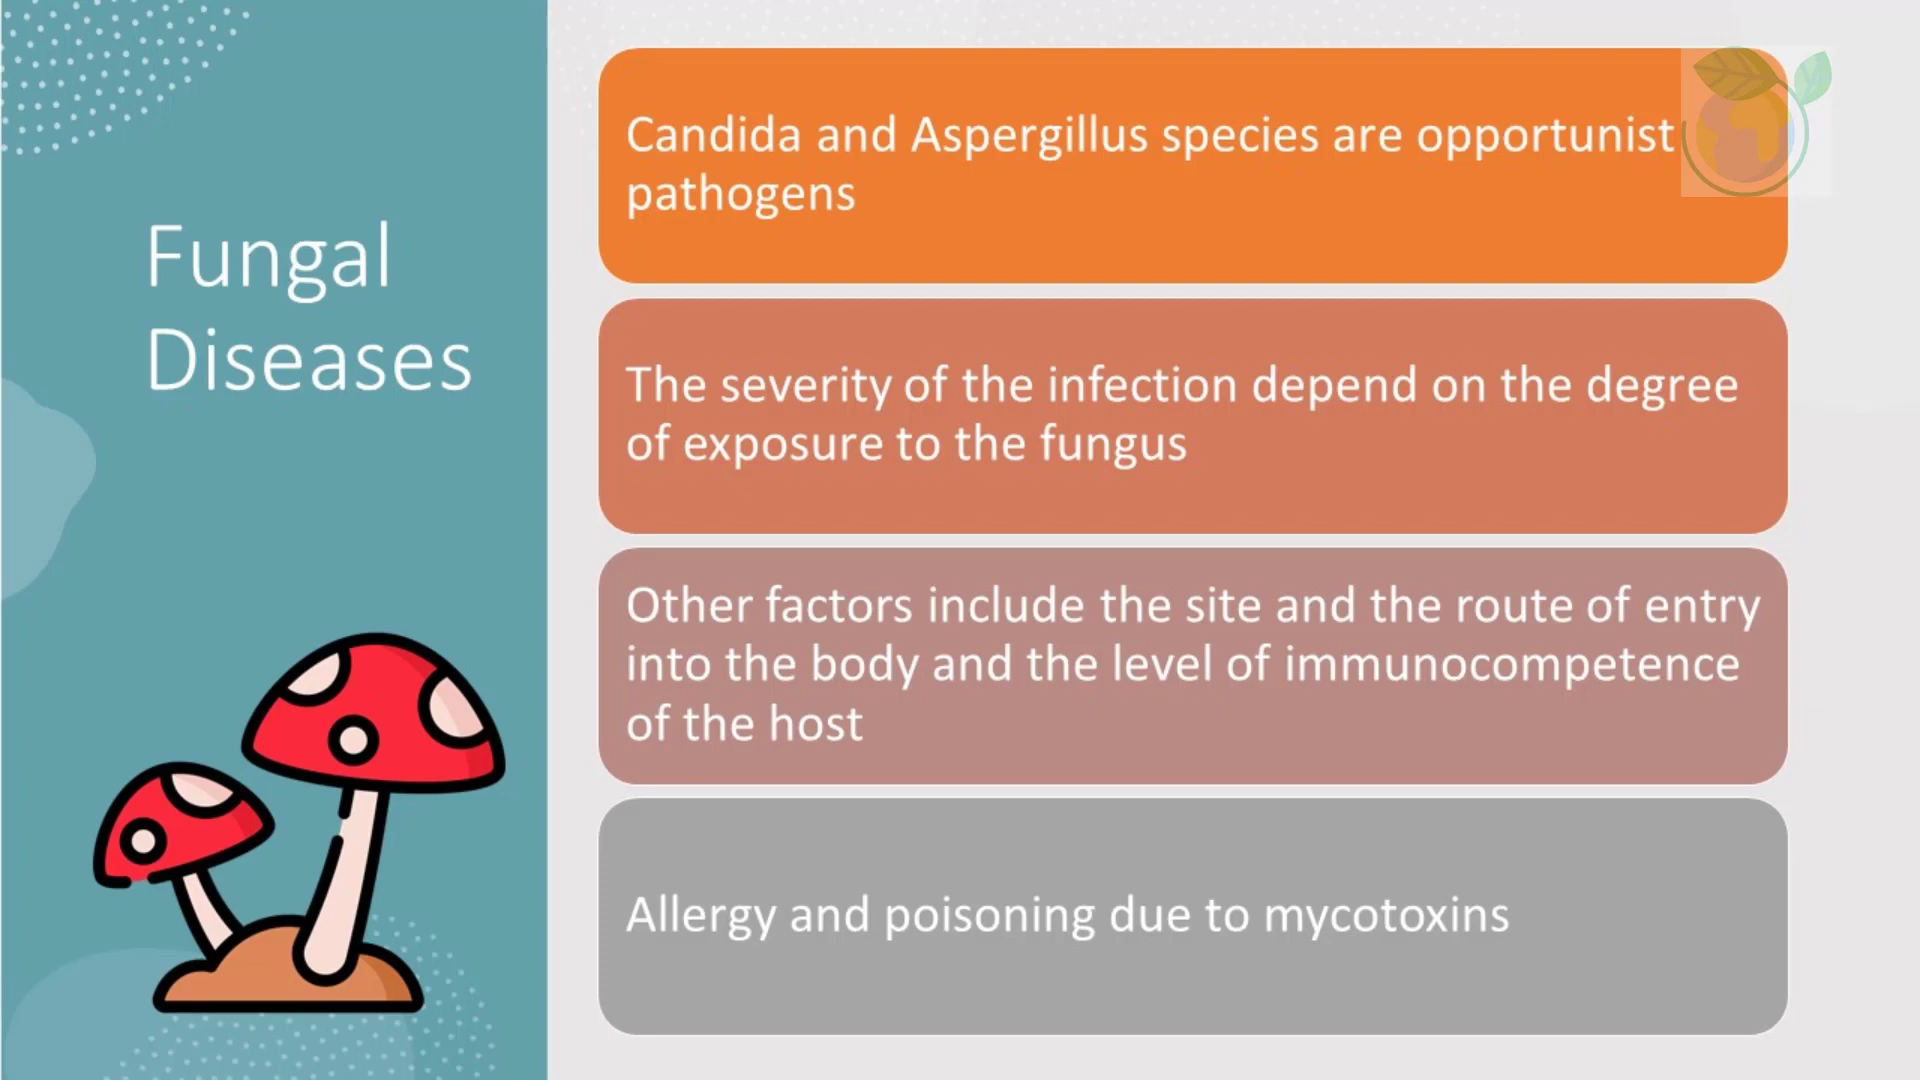 Fungal
Diseases
Candida and Aspergillus species are opportunist
pathogens
The severity of the infection depend on the degree
of exposure to the fungus
Other factors include the site and the route of entry
into the body and the level of immunocompetence
of the host
Allergy and poisoning due to mycotoxins